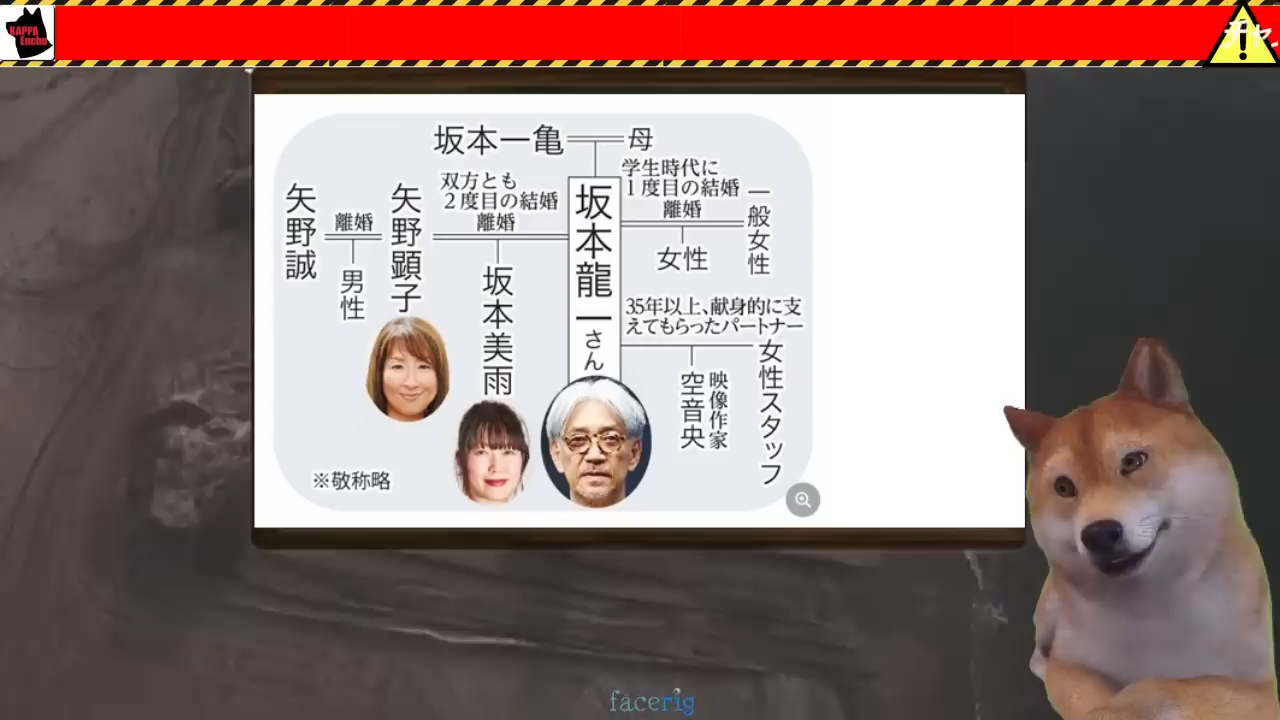 KAPPA
Encho
チャ.
坂本一亀
母
学生時代に
1度目の結婚
離婚
双方とも
2度目の結婚
離婚
矢野誠
離婚
矢野顕子
坂本龍一さん
一般女性
男性
女性
坂本美雨
35年以上、献身的に支
えてもらったパートナー
女性スタッフ
映像作家
空音央
※敬称略
facerig